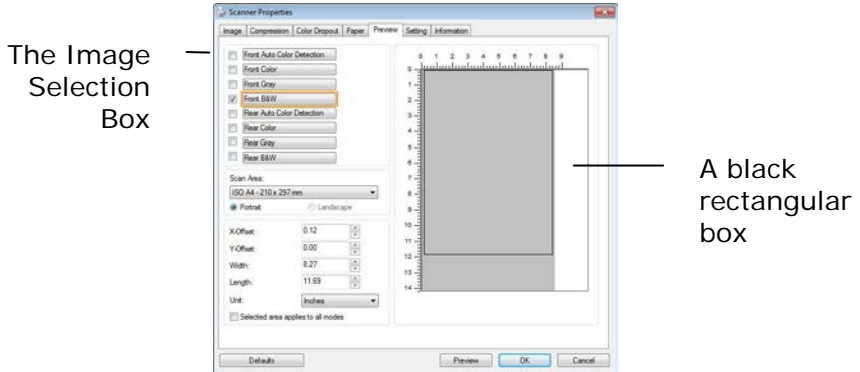 Scanner Properties
Image Compression Color Dropout Paper Preview Setting Information
The Image
Selection
Box
Front Auto Color Detection
Front Color
Front Gray
Front B&W
Rear Auto Color Detection
Rear Color
Rear Gray
Rear B&W
Scan Area:
ISO A4 - 210 x 297 mm
Portrait Landscape
X-Offset: 0.12
Y-Offset: 0.00
Width: 8.27
Length: 11.69
Unit: Inches
Selected area applies to all modes
0 1 2 3 4 5 6 7 8 9
0
1
2
3
4
5
6
7
8
9
10
11
12
13
14
A black
rectangular
box
Defaults Preview OK Cancel